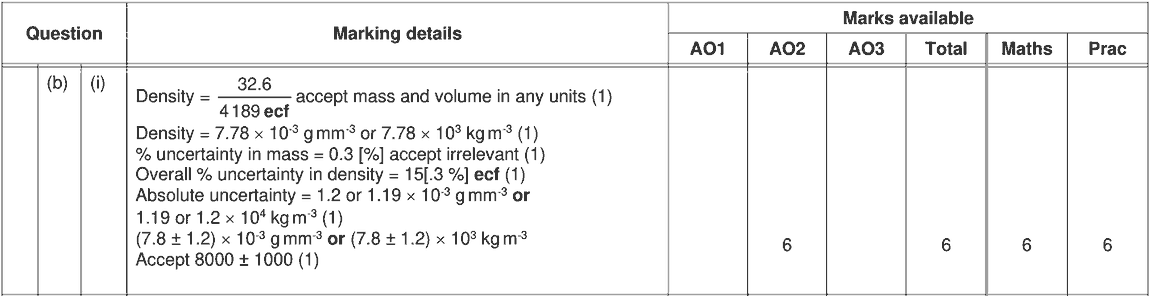 Question Marking details Marks available
AO1 AO2 AO3 Total Maths Prac
(b) (i) Density = 32.6 / 4 189 ecf accept mass and volume in any units (1)
Density = 7.78 × 10⁻³ g mm⁻³ or 7.78 × 10³ kg m⁻³ (1)
% uncertainty in mass = 0.3 [%] accept irrelevant (1)
Overall % uncertainty in density = 15[.3 %] ecf (1)
Absolute uncertainty = 1.2 or 1.19 × 10⁻³ g mm⁻³ or
1.19 or 1.2 × 10⁴ kg m⁻³ (1)
(7.8 ± 1.2) × 10⁻³ g mm⁻³ or (7.8 ± 1.2) × 10³ kg m⁻³ 6 6 6 6
Accept 8000 ± 1000 (1)